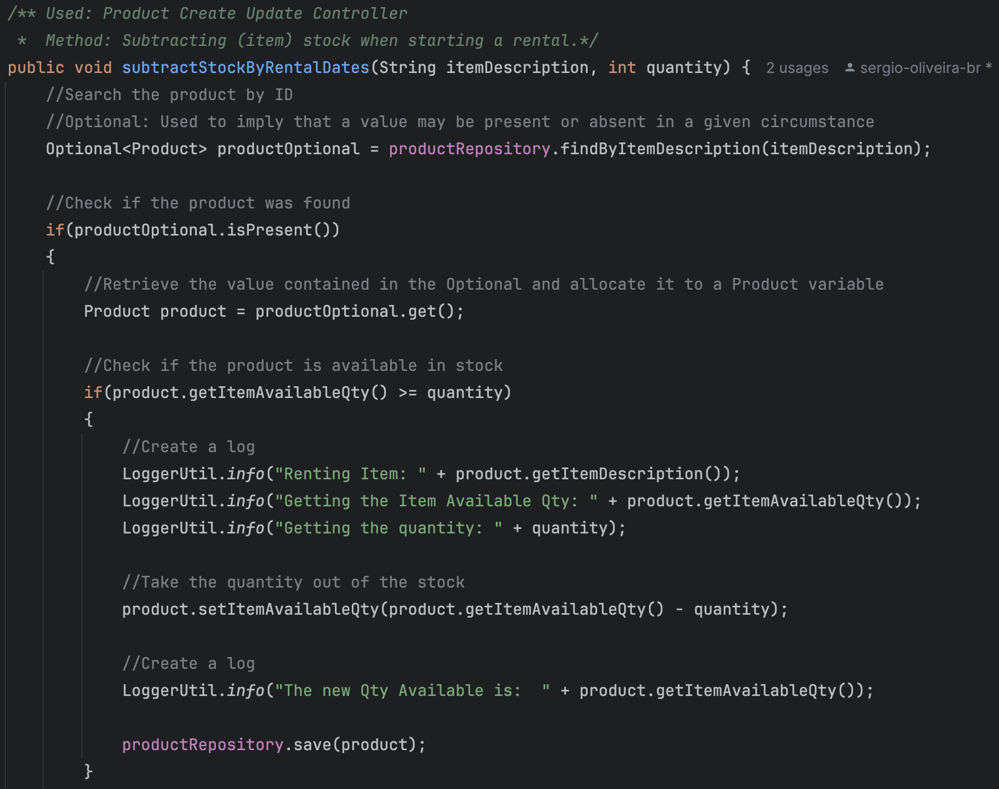 /** Used: Product Create Update Controller
 *  Method: Subtracting (item) stock when starting a rental.*/
public void subtractStockByRentalDates(String itemDescription, int quantity) { 2 usages sergio-oliveira-br *
    //Search the product by ID
    //Optional: Used to imply that a value may be present or absent in a given circumstance
    Optional<Product> productOptional = productRepository.findByItemDescription(itemDescription);
    //Check if the product was found
    if(productOptional.isPresent())
    {
        //Retrieve the value contained in the Optional and allocate it to a Product variable
        Product product = productOptional.get();
        //Check if the product is available in stock
        if(product.getItemAvailableQty() >= quantity)
        {
            //Create a log
            LoggerUtil.info("Renting Item: " + product.getItemDescription());
            LoggerUtil.info("Getting the Item Available Qty: " + product.getItemAvailableQty());
            LoggerUtil.info("Getting the quantity: " + quantity);
            //Take the quantity out of the stock
            product.setItemAvailableQty(product.getItemAvailableQty() - quantity);
            //Create a log
            LoggerUtil.info("The new Qty Available is:  " + product.getItemAvailableQty());
            productRepository.save(product);
        }